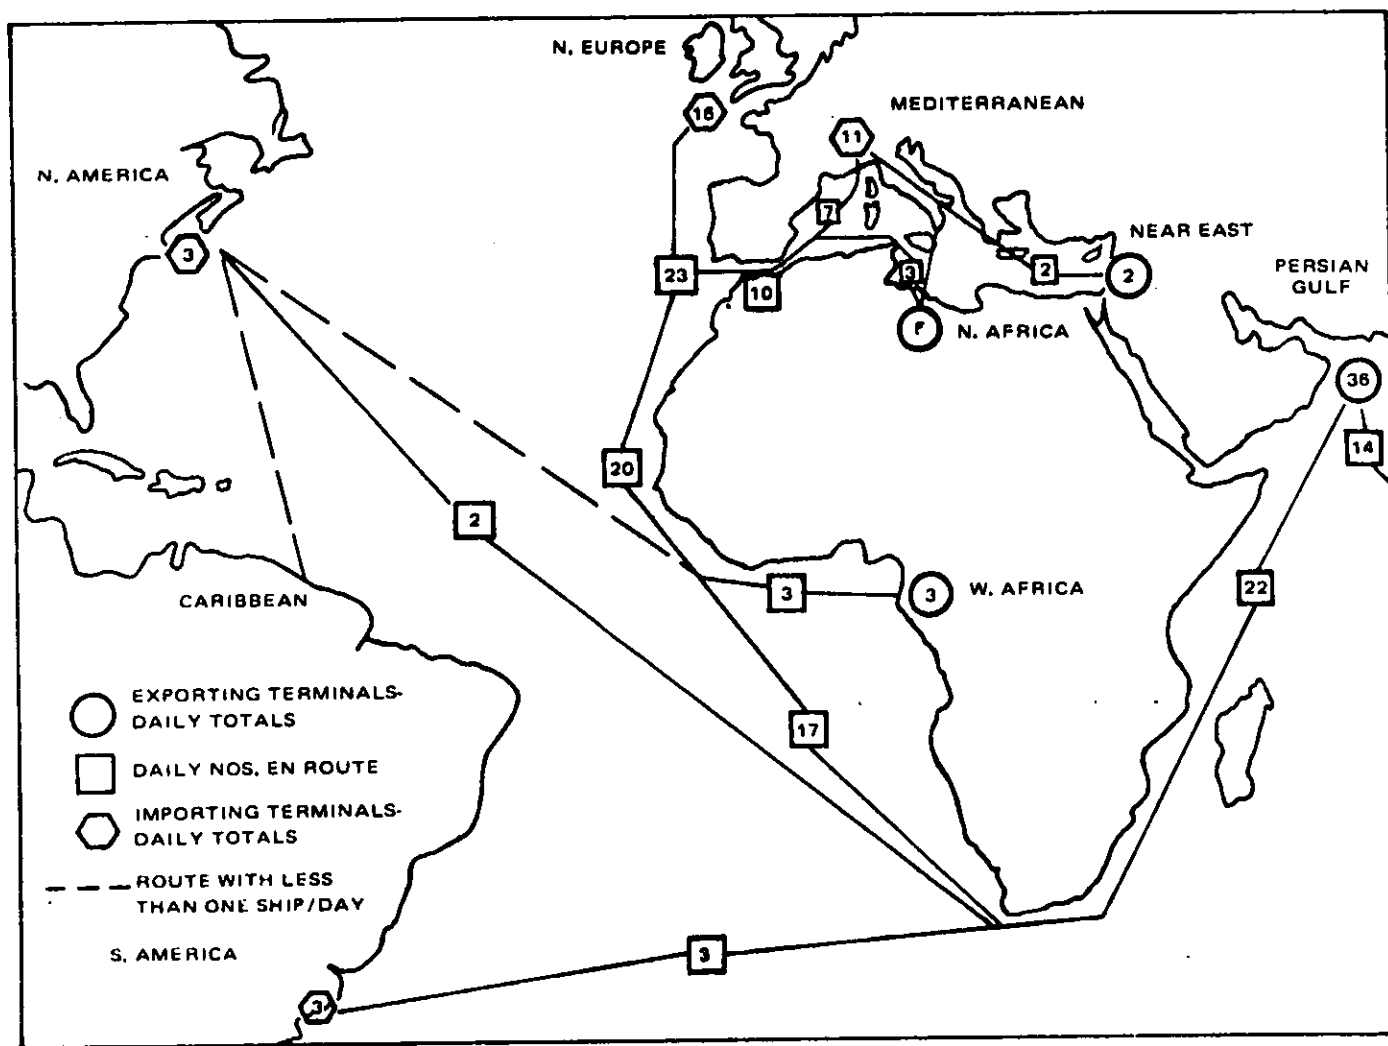 N. EUROPE
16
MEDITERRANEAN
11
N. AMERICA
3
7
NEAR EAST
2
2
PERSIAN
GULF
23
10
3
F
N. AFRICA
36
14
20
2
3
3
W. AFRICA
22
CARIBBEAN
17
EXPORTING TERMINALS-
DAILY TOTALS
DAILY NOS. EN ROUTE
IMPORTING TERMINALS-
DAILY TOTALS
ROUTE WITH LESS
THAN ONE SHIP/DAY
S. AMERICA
3
3